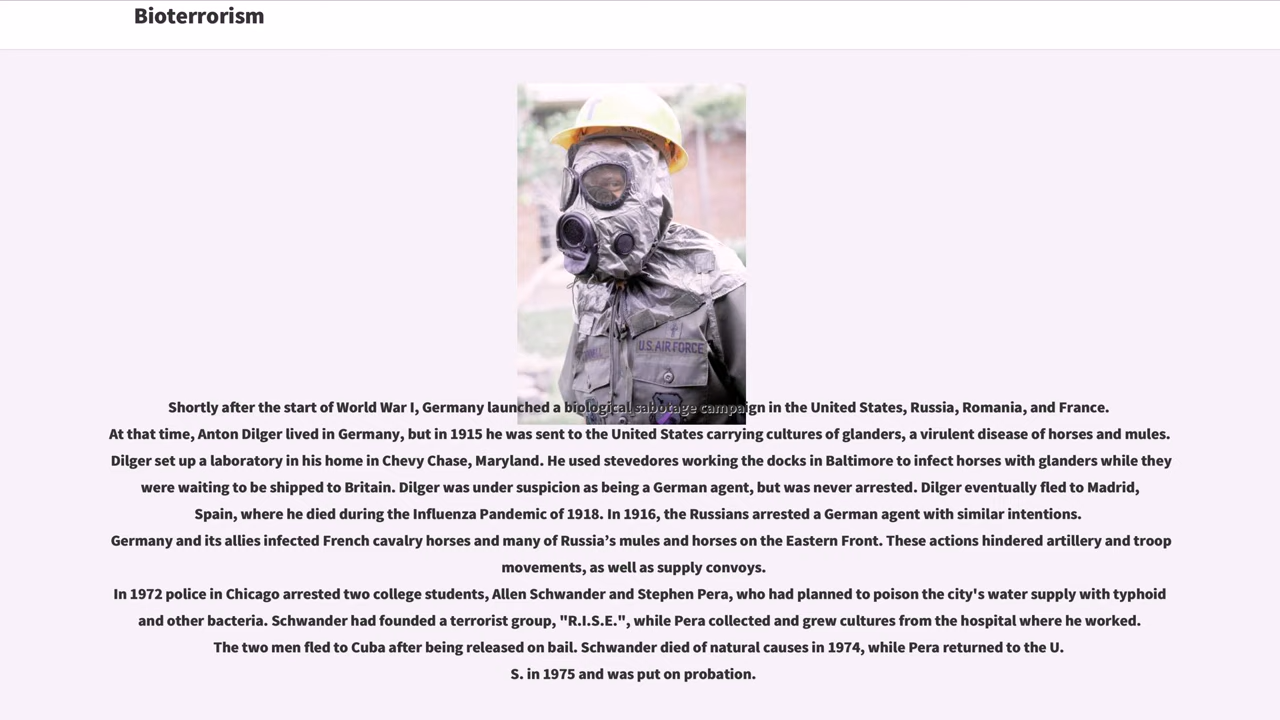 Bioterrorism
U.S. AIR FORCE
Shortly after the start of World War I, Germany launched a biological sabotage campaign in the United States, Russia, Romania, and France.
At that time, Anton Dilger lived in Germany, but in 1915 he was sent to the United States carrying cultures of glanders, a virulent disease of horses and mules.
Dilger set up a laboratory in his home in Chevy Chase, Maryland. He used stevedores working the docks in Baltimore to infect horses with glanders while they
were waiting to be shipped to Britain. Dilger was under suspicion as being a German agent, but was never arrested. Dilger eventually fled to Madrid,
Spain, where he died during the Influenza Pandemic of 1918. In 1916, the Russians arrested a German agent with similar intentions.
Germany and its allies infected French cavalry horses and many of Russia’s mules and horses on the Eastern Front. These actions hindered artillery and troop
movements, as well as supply convoys.
In 1972 police in Chicago arrested two college students, Allen Schwander and Stephen Pera, who had planned to poison the city's water supply with typhoid
and other bacteria. Schwander had founded a terrorist group, "R.I.S.E.", while Pera collected and grew cultures from the hospital where he worked.
The two men fled to Cuba after being released on bail. Schwander died of natural causes in 1974, while Pera returned to the U.
S. in 1975 and was put on probation.